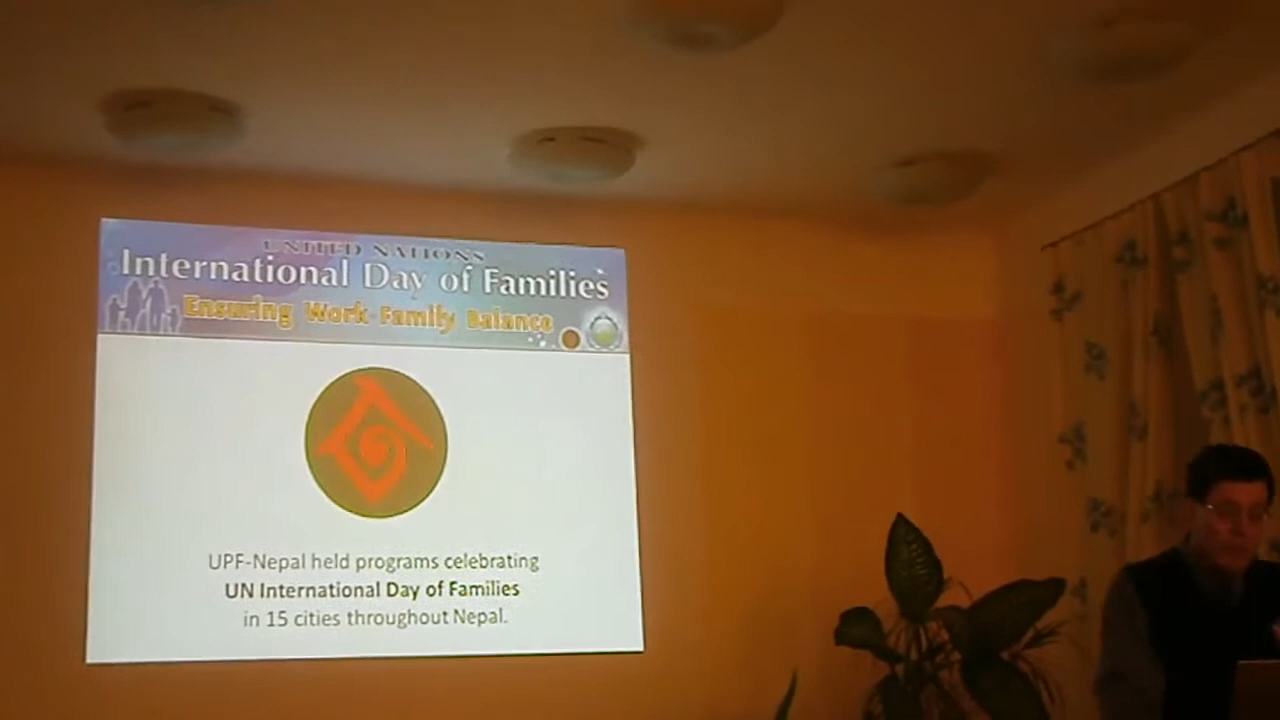 UNITED NATIONS
International Day of Families
Ensuring Work Family Balance
UPF-Nepal held programs celebrating
UN International Day of Families
in 15 cities throughout Nepal.